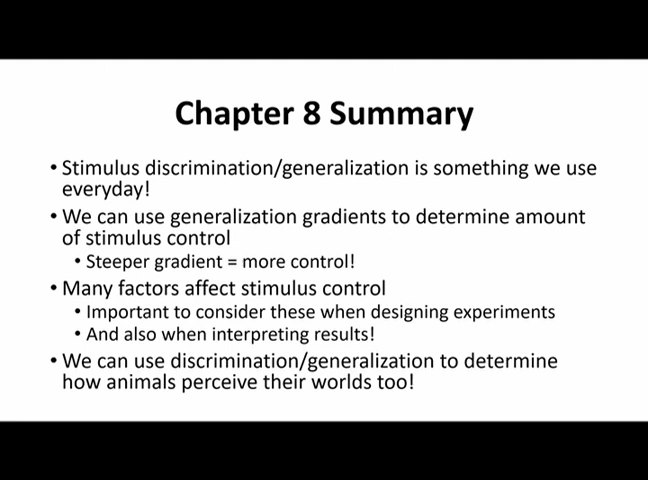 Chapter 8 Summary
• Stimulus discrimination/generalization is something we use
everyday!
• We can use generalization gradients to determine amount
of stimulus control
• Steeper gradient = more control!
• Many factors affect stimulus control
• Important to consider these when designing experiments
• And also when interpreting results!
• We can use discrimination/generalization to determine
how animals perceive their worlds too!